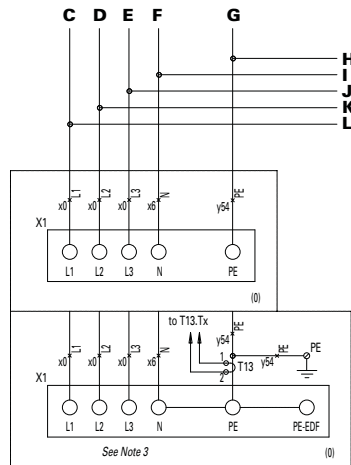 C D E F G
H
I
J
K
L
x0 L1 x0 L2 x0 L3 x6 N y54 PE
X1
L1 L2 L3 N PE
(0)
to T13.Tx
y54 PE
x0 L1 x0 L2 x0 L3 x6 N 1 T13 2 y54 PE PE
X1
L1 L2 L3 N PE PE-EDF
See Note 3 (0)